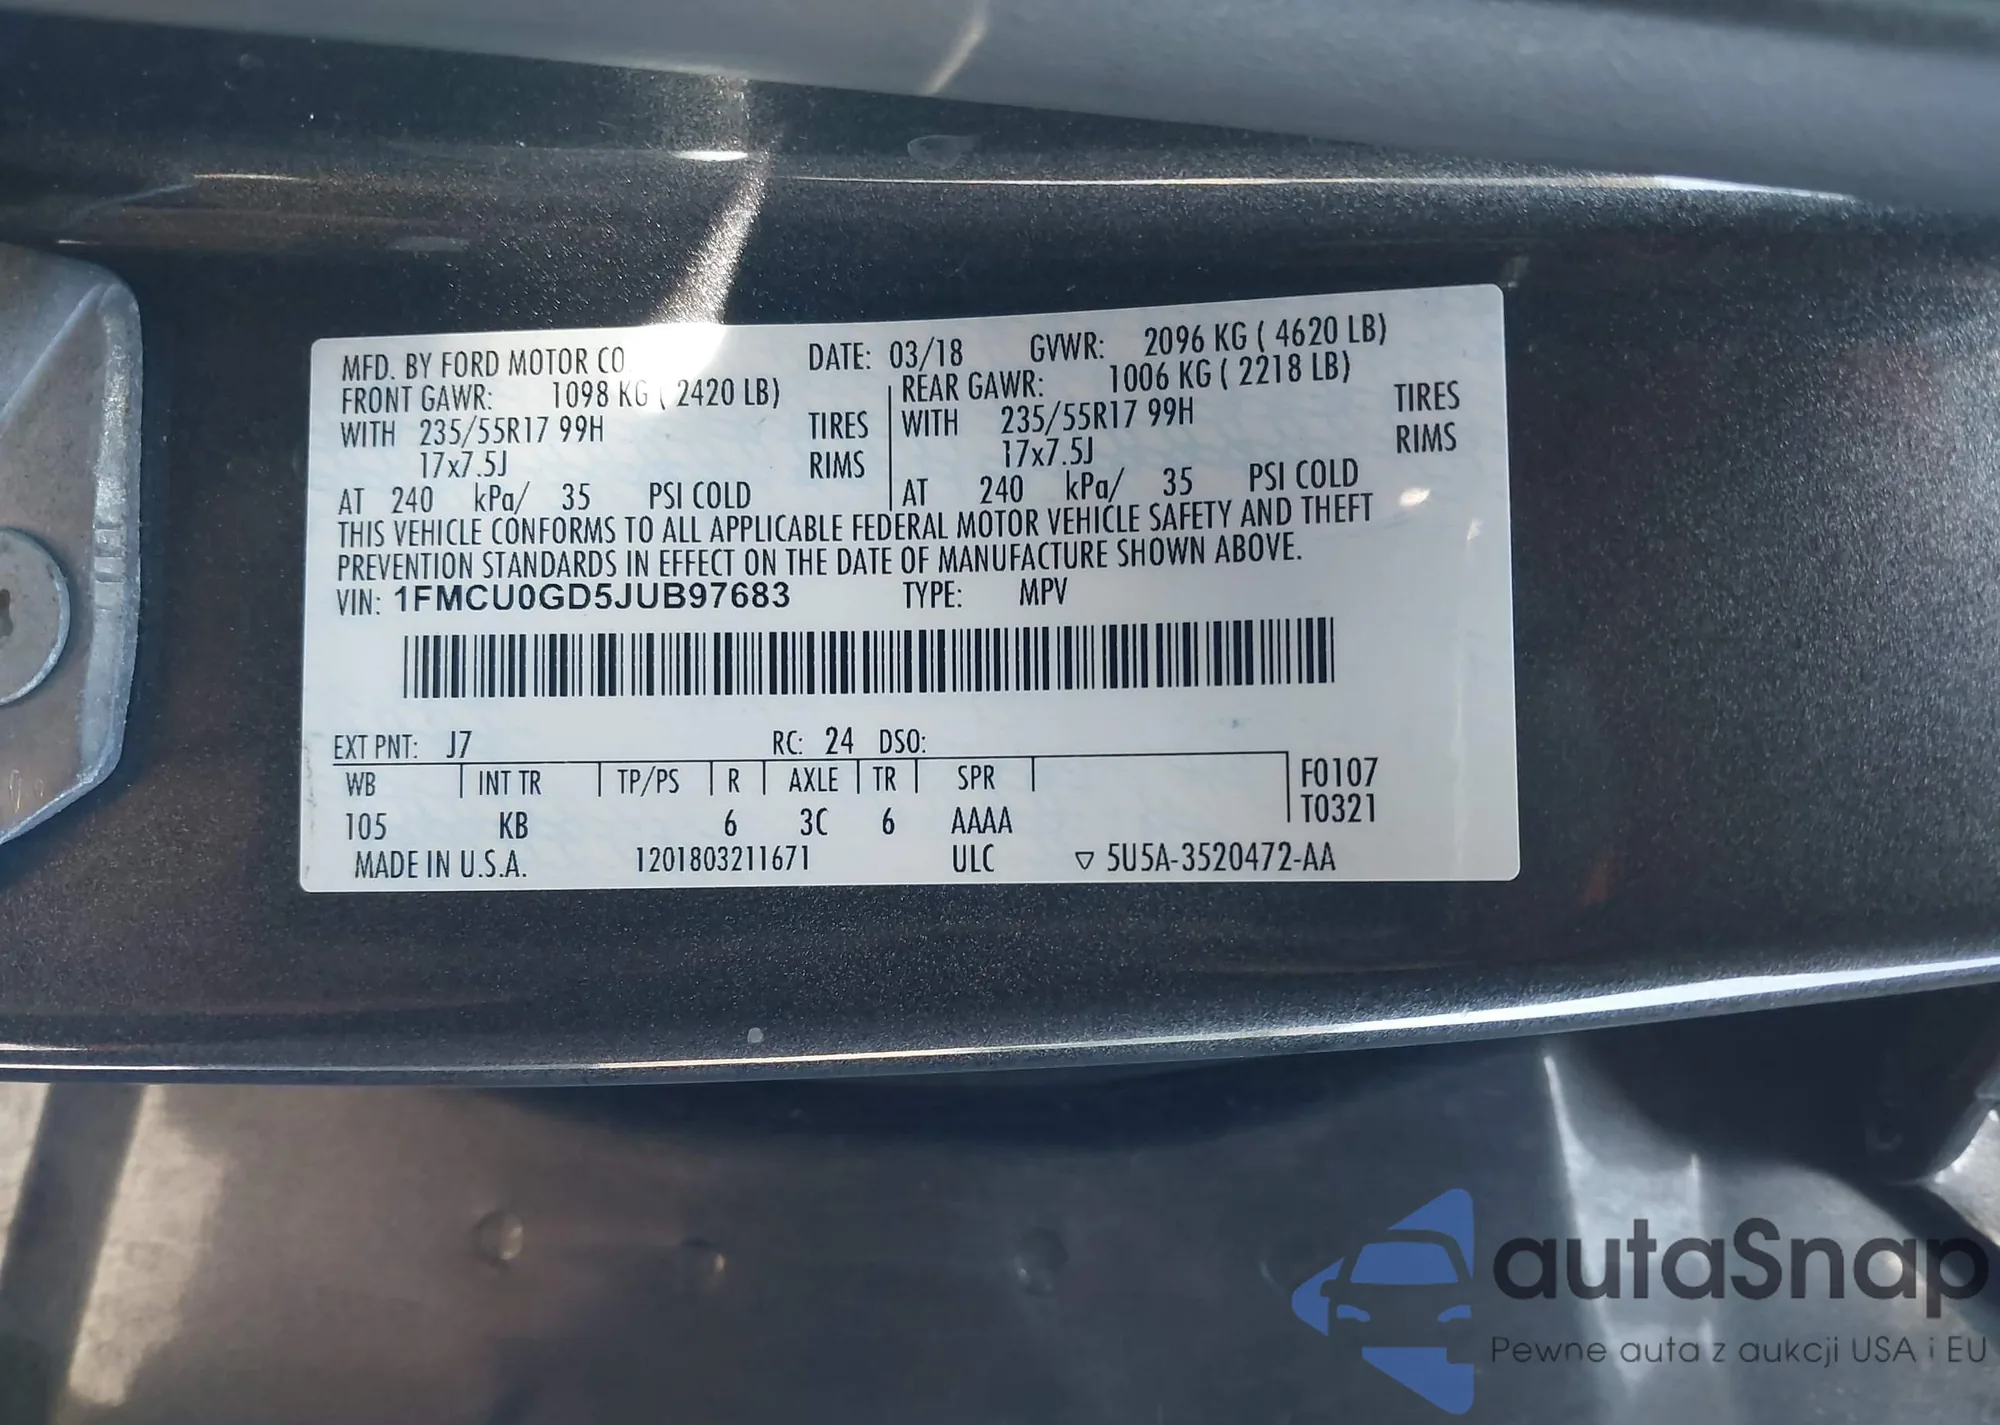 MFD. BY FORD MOTOR CO. DATE: 03/18 GVWR: 2096 KG ( 4620 LB)
FRONT GAWR: 1098 KG ( 2420 LB) REAR GAWR: 1006 KG ( 2218 LB)
WITH 235/55R17 99H TIRES WITH 235/55R17 99H TIRES
17x7.5J RIMS 17x7.5J RIMS
AT 240 kPa/ 35 PSI COLD AT 240 kPa/ 35 PSI COLD
THIS VEHICLE CONFORMS TO ALL APPLICABLE FEDERAL MOTOR VEHICLE SAFETY AND THEFT
PREVENTION STANDARDS IN EFFECT ON THE DATE OF MANUFACTURE SHOWN ABOVE.
VIN: 1FMCU0GD5JUB97683 TYPE: MPV
EXT PNT: J7 RC: 24 DSO:
WB INT TR TP/PS R AXLE TR SPR F0107
105 KB 6 3C 6 AAAA T0321
MADE IN U.S.A. 1201803211671 ULC ▽ 5U5A-3520472-AA
autaSnap
Pewne auta z aukcji USA i EU